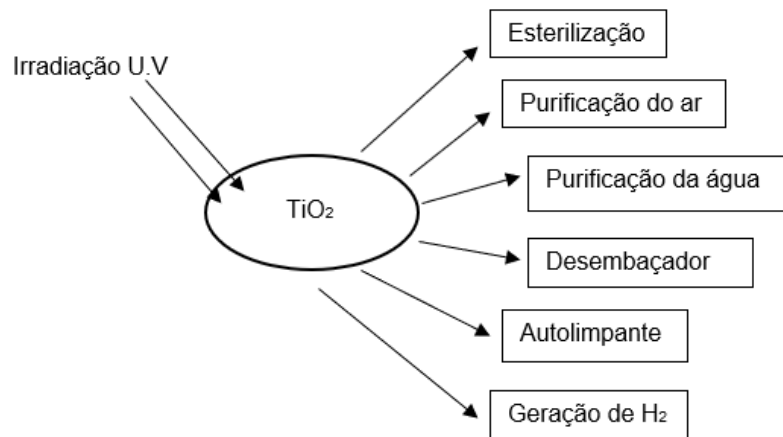 Esterilização
Irradiação U.V
Purificação do ar
Purificação da água
TiO₂
Desembaçador
Autolimpante
Geração de H₂